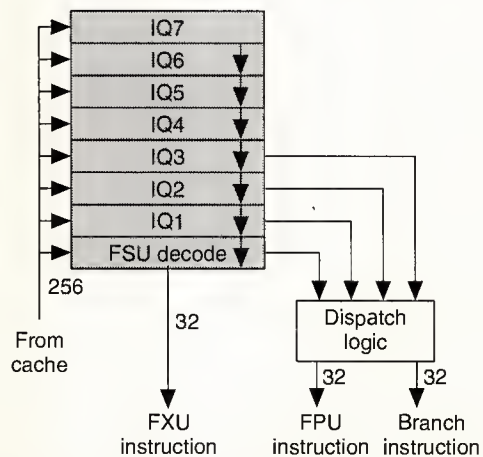 IQ7
IQ6
IQ5
IQ4
IQ3
IQ2
IQ1
FSU decode
256
From
cache
32
Dispatch
logic
32
32
FXU
instruction
FPU
instruction
Branch
instruction